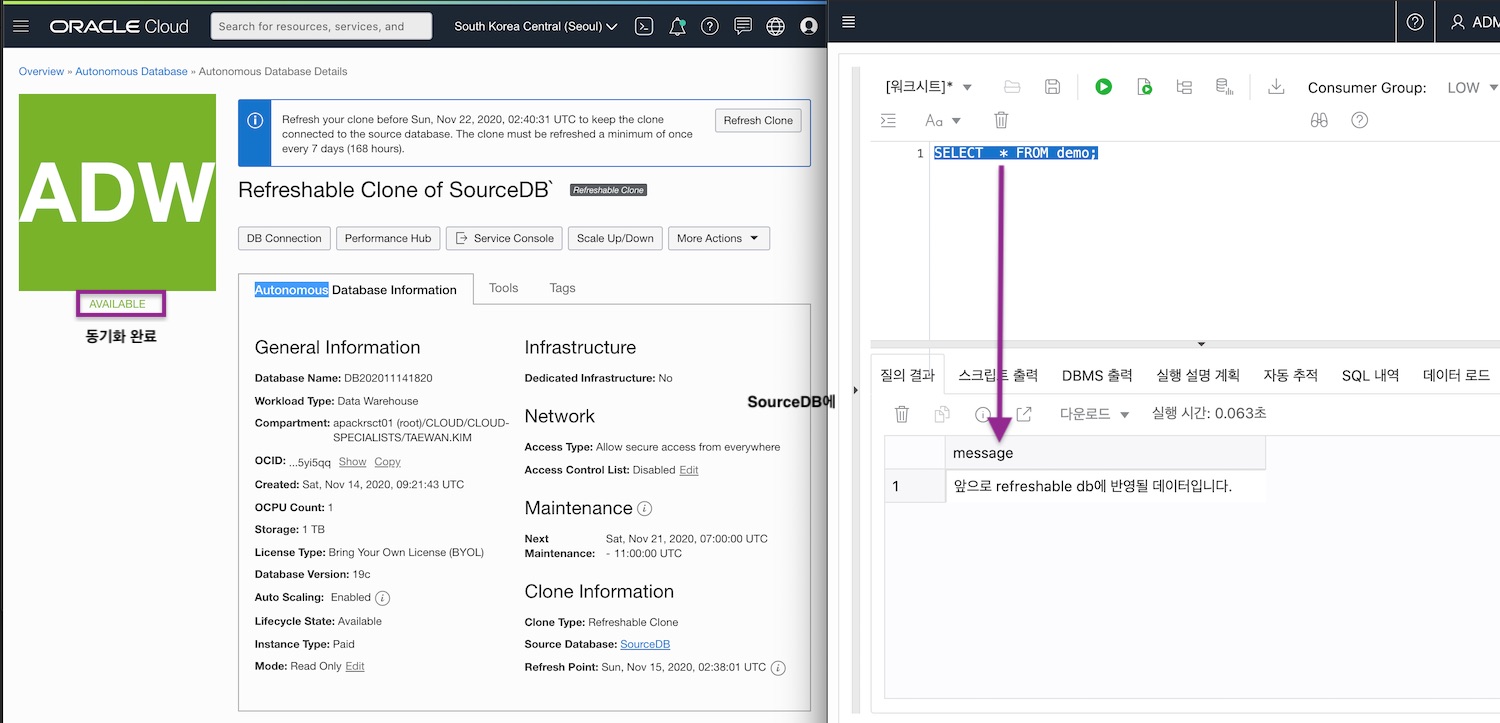 ORACLE Cloud
Search for resources, services, and
South Korea Central (Seoul)
Overview » Autonomous Database » Autonomous Database Details
ADW
AVAILABLE
동기화 완료
Refresh your clone before Sun, Nov 22, 2020, 02:40:31 UTC to keep the clone
connected to the source database. The clone must be refreshed a minimum of once
every 7 days (168 hours).
Refresh Clone
Refreshable Clone of SourceDB`
Refreshable Clone
DB Connection
Performance Hub
Service Console
Scale Up/Down
More Actions
Autonomous Database Information
Tools
Tags
General Information
Database Name: DB202011141820
Workload Type: Data Warehouse
Compartment: apackrsct01 (root)/CLOUD/CLOUD-
SPECIALISTS/TAEWAN.KIM
OCID: ...5yi5qq Show Copy
Created: Sat, Nov 14, 2020, 09:21:43 UTC
OCPU Count: 1
Storage: 1 TB
License Type: Bring Your Own License (BYOL)
Database Version: 19c
Auto Scaling: Enabled
Lifecycle State: Available
Instance Type: Paid
Mode: Read Only Edit
Infrastructure
Dedicated Infrastructure: No
Network
Access Type: Allow secure access from everywhere
Access Control List: Disabled Edit
Maintenance
Next Sat, Nov 21, 2020, 07:00:00 UTC
Maintenance: - 11:00:00 UTC
Clone Information
Clone Type: Refreshable Clone
Source Database: SourceDB
Refresh Point: Sun, Nov 15, 2020, 02:38:01 UTC
SourceDB에
ADM
[워크시트]*
Consumer Group: LOW
Aa
1 SELECT * FROM demo;
질의 결과
스크립트 출력
DBMS 출력
실행 설명 계획
자동 추적
SQL 내역
데이터 로드
다운로드
실행 시간: 0.063초
message
1 앞으로 refreshable db에 반영될 데이터입니다.